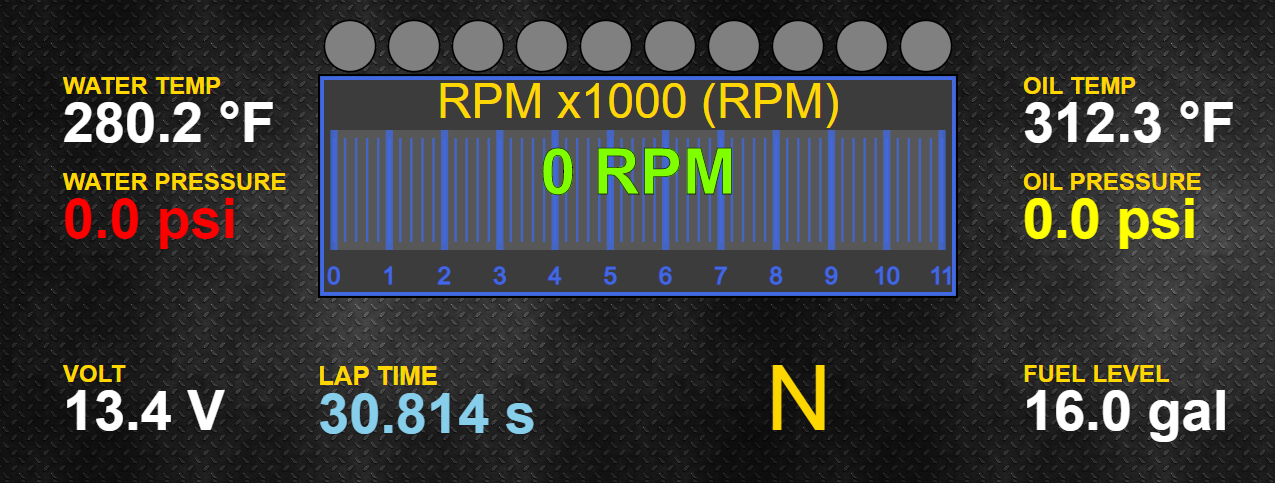 RPM x1000 (RPM)
WATER TEMP
280.2 °F
0 RPM
OIL TEMP
312.3 °F
WATER PRESSURE
0.0 psi
OIL PRESSURE
0.0 psi
0 1 2 3 4 5 6 7 8 9 10 11
VOLT
13.4 V
LAP TIME
30.814 s
N
FUEL LEVEL
16.0 gal